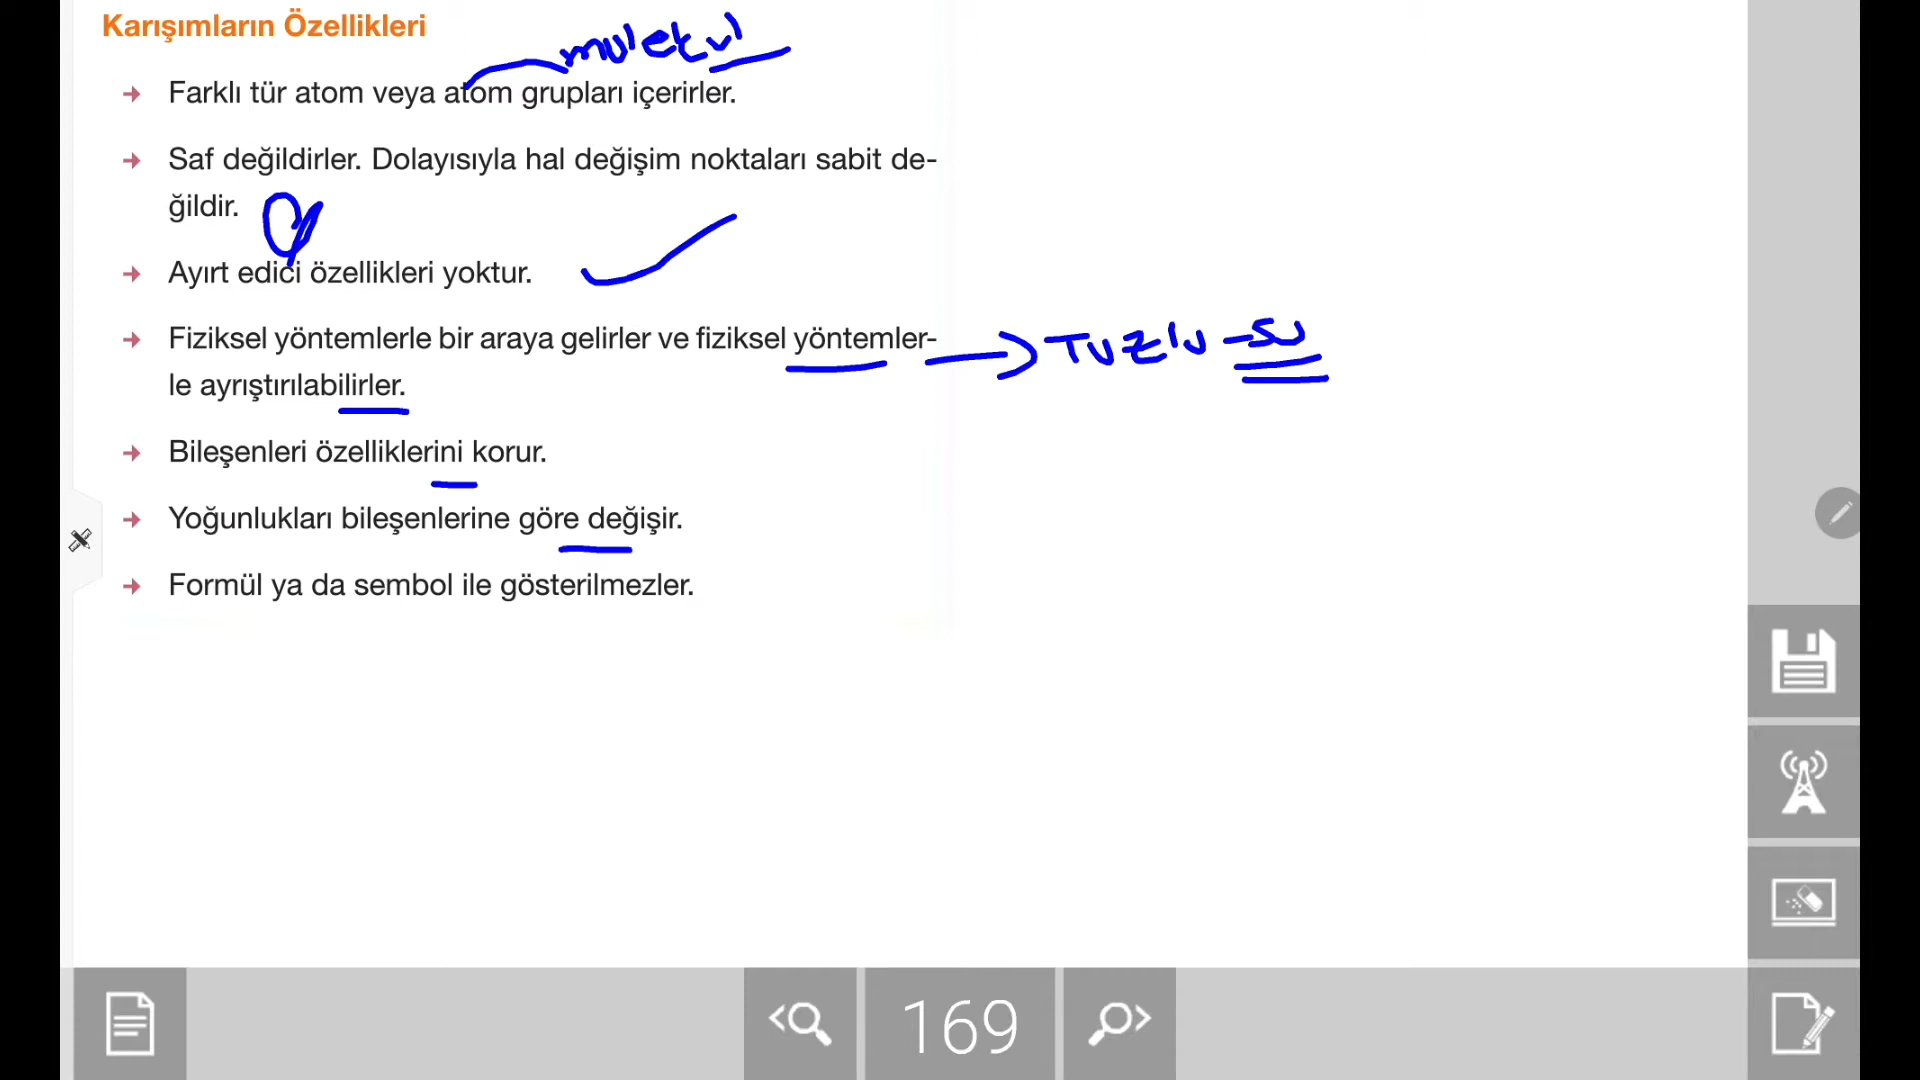 Karışımların Özellikleri
mulekül
→ Farklı tür atom veya atom grupları içerirler.
→ Saf değildirler. Dolayısıyla hal değişim noktaları sabit de-
ğildir.
→ Ayırt edici özellikleri yoktur.
→ Fiziksel yöntemlerle bir araya gelirler ve fiziksel yöntemler-
Tuzlu-su
le ayrıştırılabilirler.
→ Bileşenleri özelliklerini korur.
→ Yoğunlukları bileşenlerine göre değişir.
→ Formül ya da sembol ile gösterilmezler.
169